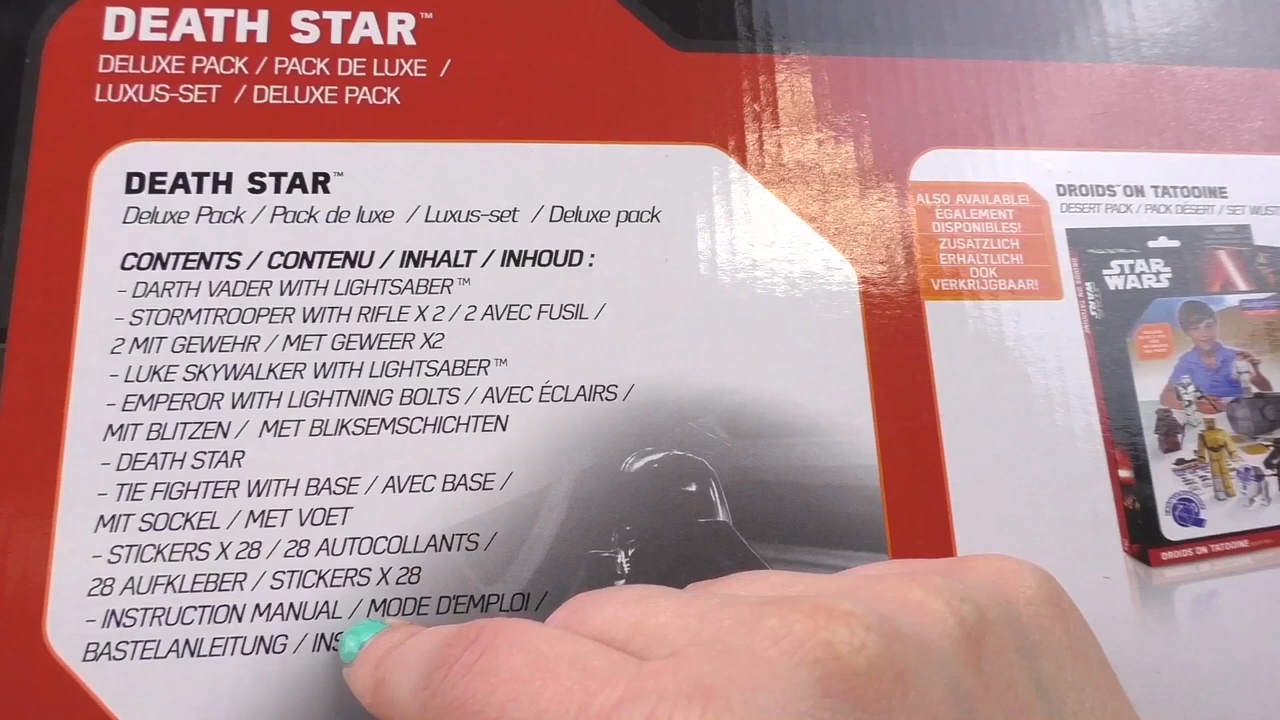 DEATH STAR™
DELUXE PACK / PACK DE LUXE /
LUXUS-SET / DELUXE PACK
DEATH STAR™
Deluxe Pack / Pack de luxe / Luxus-set / Deluxe pack
CONTENTS / CONTENU / INHALT / INHOUD :
- DARTH VADER WITH LIGHTSABER™
- STORMTROOPER WITH RIFLE X 2 / 2 AVEC FUSIL /
2 MIT GEWEHR / MET GEWEER X2
- LUKE SKYWALKER WITH LIGHTSABER™
- EMPEROR WITH LIGHTNING BOLTS / AVEC ÉCLAIRS /
MIT BLITZEN / MET BLIKSEMSCHICHTEN
- DEATH STAR
- TIE FIGHTER WITH BASE / AVEC BASE /
MIT SOCKEL / MET VOET
- STICKERS X 28 / 28 AUTOCOLLANTS /
28 AUFKLEBER / STICKERS X 28
- INSTRUCTION MANUAL / MODE D'EMPLOI /
BASTELANLEITUNG /
ALSO AVAILABLE!
ÉGALEMENT
DISPONIBLES!
ZUSÄTZLICH
ERHÄLTLICH!
OOK
VERKRIJGBAAR!
DROIDS™ON TATOOINE
DESERT PACK / PACK DÉSERT / SET
STAR
WARS
DROIDS ON TATOOINE